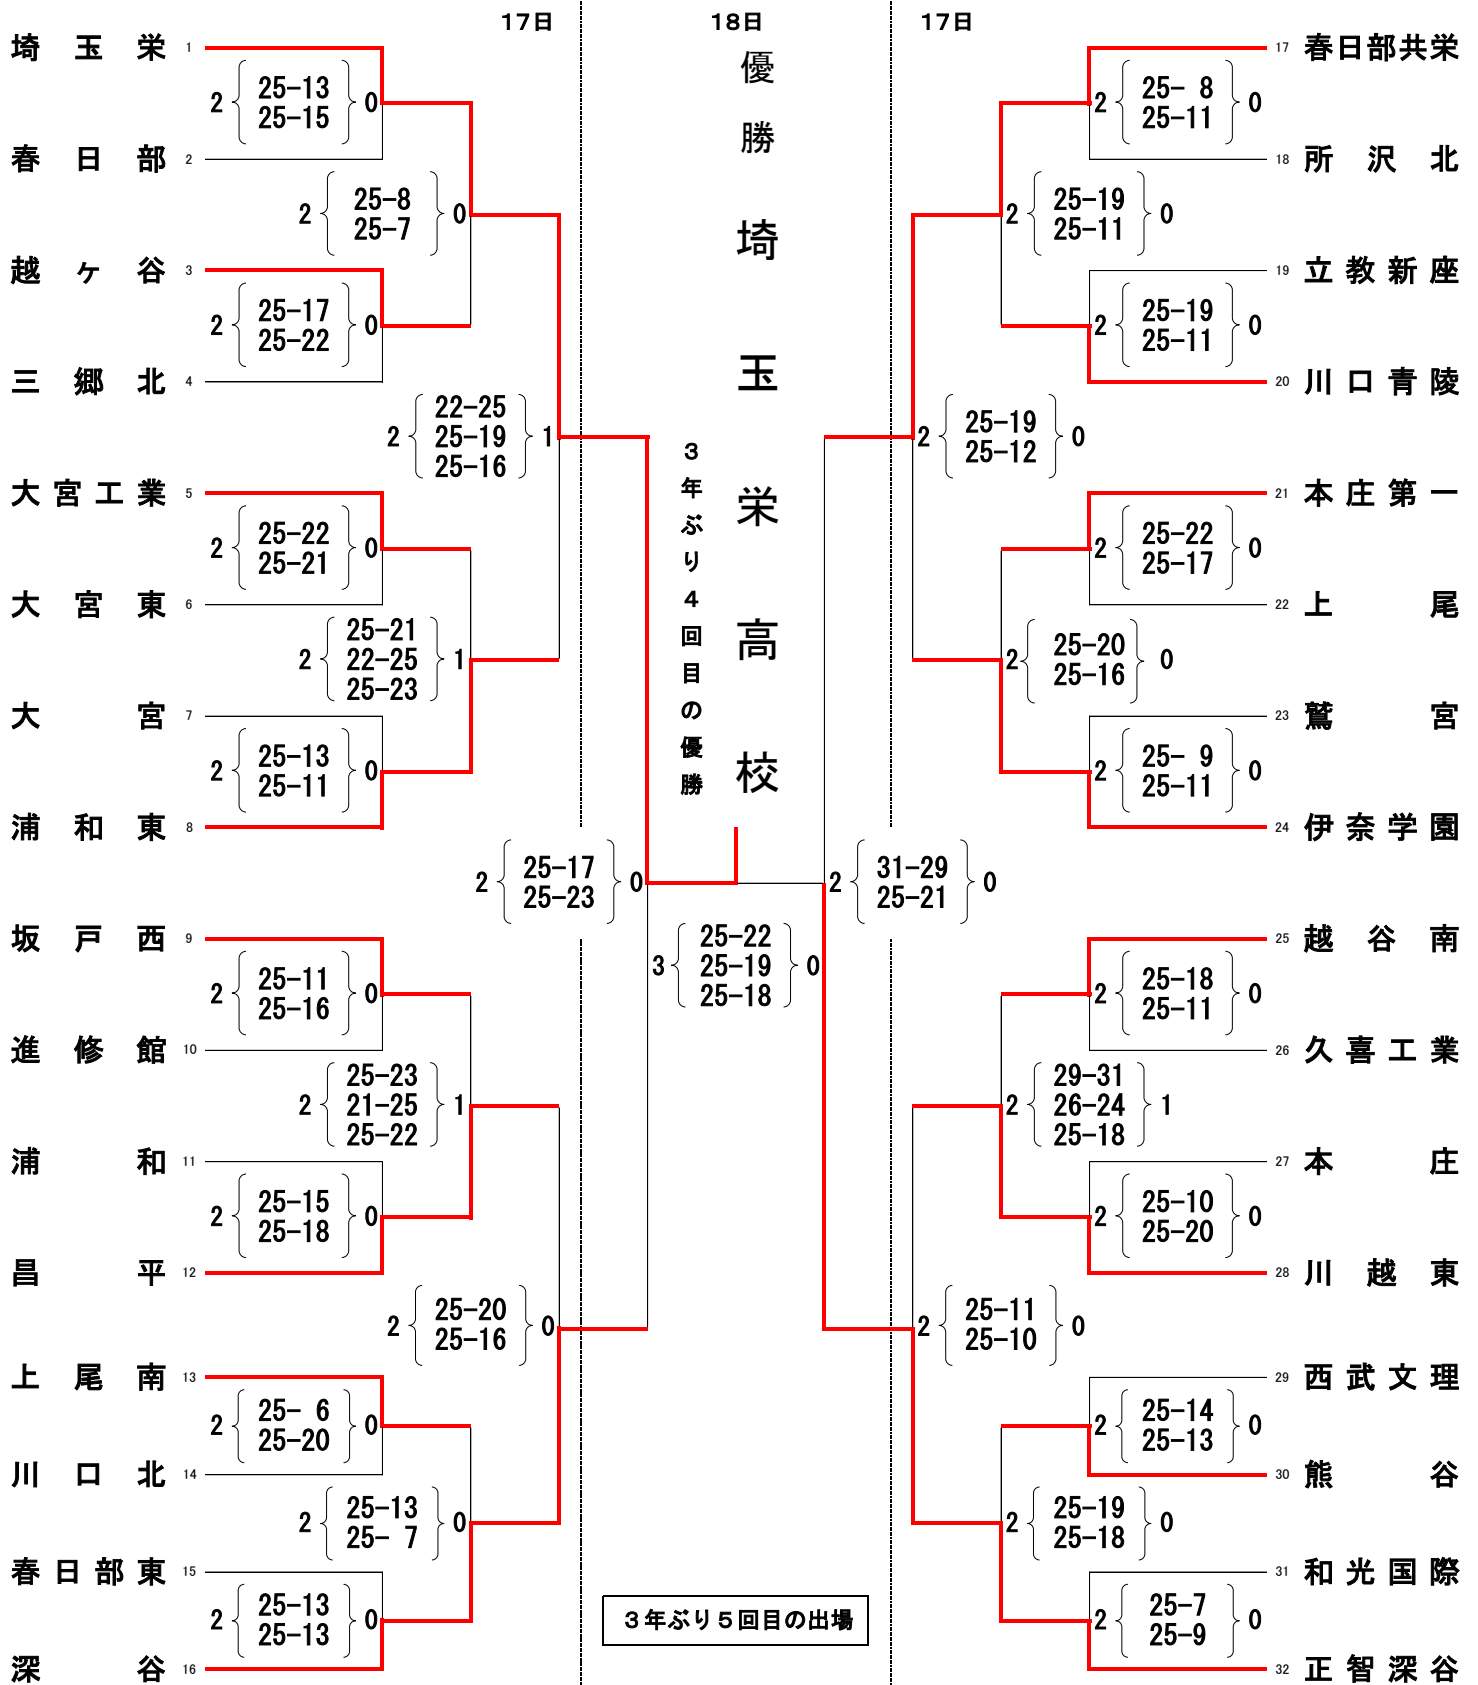 17日
18日
17日
優勝 埼玉栄高校
3年ぶり4回目の優勝
埼玉栄 1
2 25-13 0
25-15
春日部 2
2 25-8 0
25-7
越ヶ谷 3
2 25-17 0
25-22
三郷北 4
22-25
2 25-19 1
25-16
大宮工業 5
2 25-22 0
25-21
大宮東 6
25-21
2 22-25 1
25-23
大宮 7
2 25-13 0
25-11
浦和東 8
2 25-17 0
25-23
坂戸西 9
2 25-11 0
25-16
進修館 10
25-23
2 21-25 1
25-22
浦和 11
2 25-15 0
25-18
昌平 12
2 25-20 0
25-16
上尾南 13
2 25- 6 0
25-20
川口北 14
2 25-13 0
25- 7
春日部東 15
2 25-13 0
25-13
深谷 16
25-22
3 25-19 0
25-18
3年ぶり5回目の出場
17 春日部共栄
2 25- 8 0
25-11
18 所沢北
2 25-19 0
25-11
19 立教新座
2 25-19 0
25-11
20 川口青陵
2 25-19 0
25-12
21 本庄第一
2 25-22 0
25-17
22 上尾
2 25-20 0
25-16
23 鷲宮
2 25- 9 0
25-11
24 伊奈学園
2 31-29 0
25-21
25 越谷南
2 25-18 0
25-11
26 久喜工業
29-31
2 26-24 1
25-18
27 本庄
2 25-10 0
25-20
28 川越東
2 25-11 0
25-10
29 西武文理
2 25-14 0
25-13
30 熊谷
2 25-19 0
25-18
31 和光国際
2 25-7 0
25-9
32 正智深谷